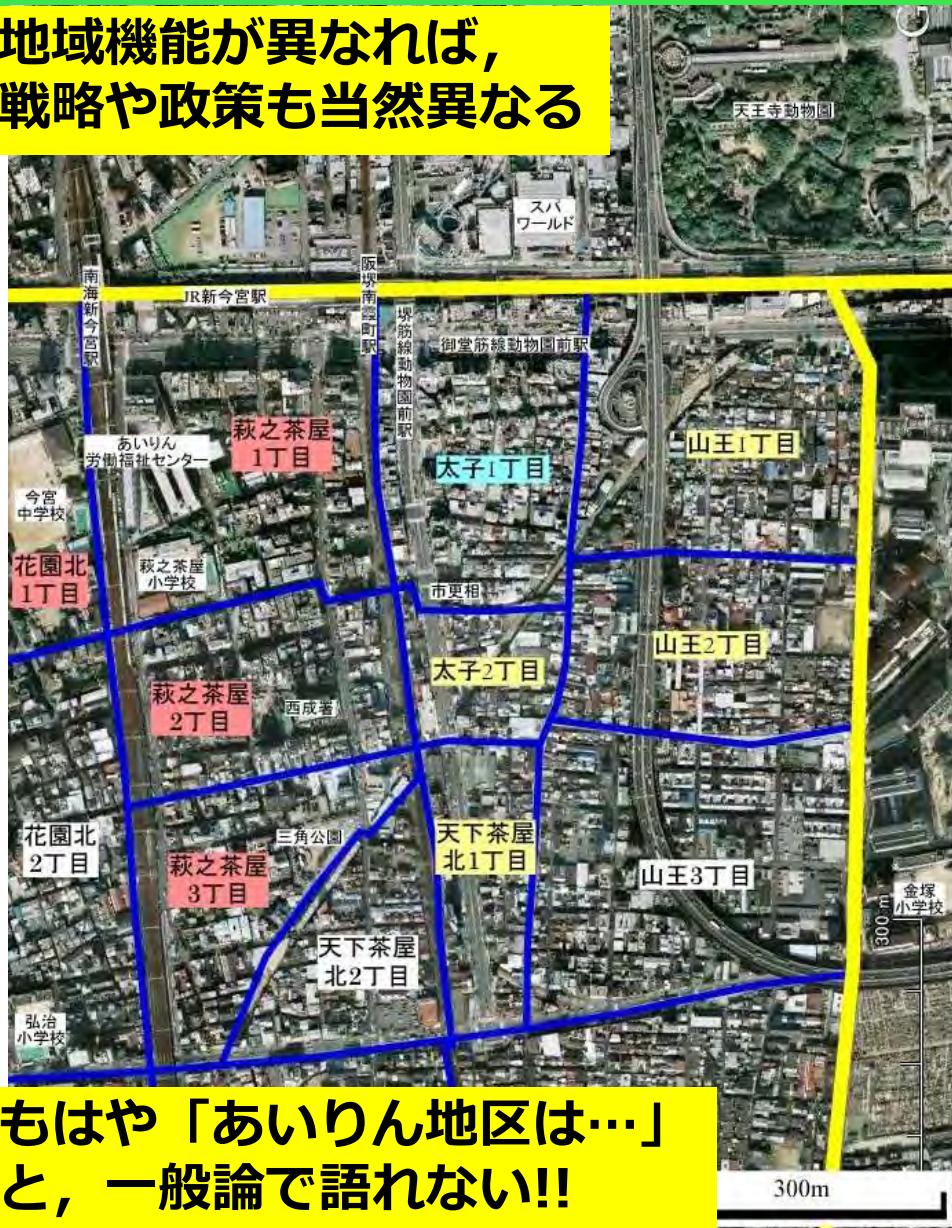 地域機能が異なれば，
戦略や政策も当然異なる
天王寺動物園
スパ
ワールド
南海新今宮駅
JR新今宮駅
阪堺南霞町駅
堺筋線動物園前駅
御堂筋線動物園前駅
萩之茶屋
1丁目
あいりん
労働福祉センター
太子1丁目
山王1丁目
今宮
中学校
花園北
1丁目
萩之茶屋
小学校
市更相
太子2丁目
山王2丁目
萩之茶屋
2丁目
西成署
花園北
2丁目
三角公園
萩之茶屋
3丁目
天下茶屋
北1丁目
山王3丁目
金塚
小学校
300 m
天下茶屋
北2丁目
弘治
小学校
もはや「あいりん地区は…」
と，一般論で語れない!!
300m